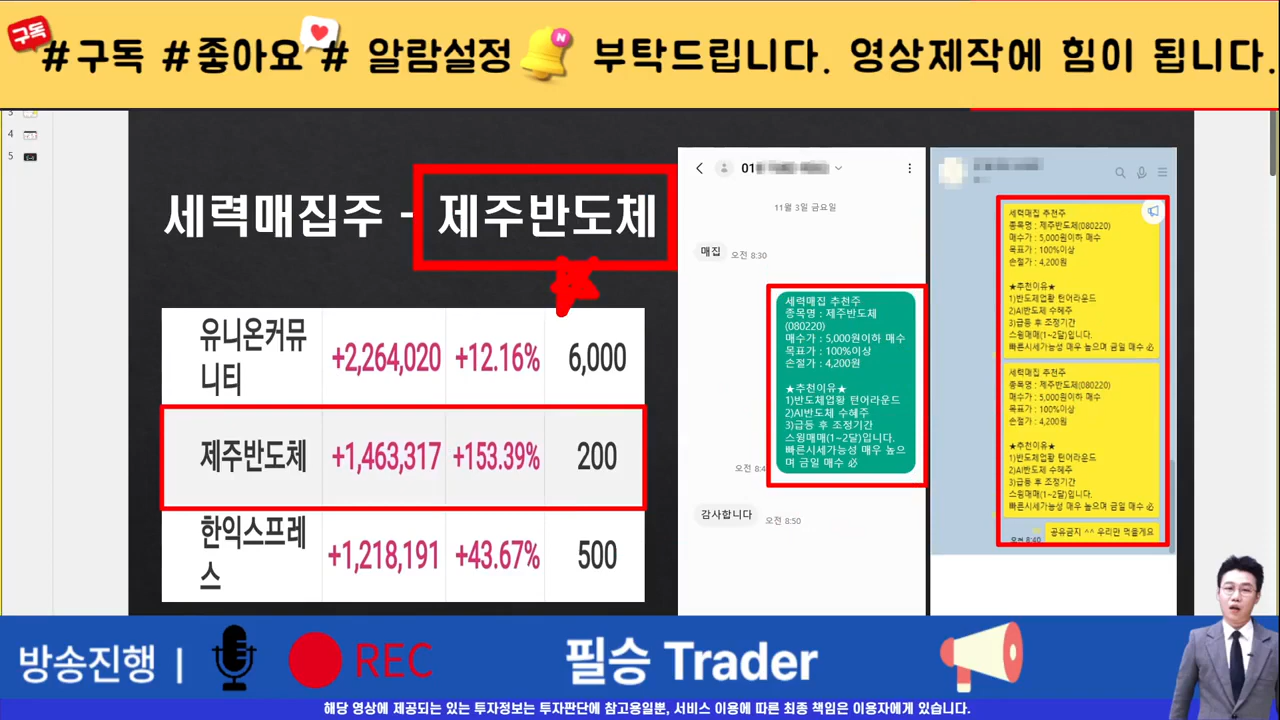 구독
#구독 #좋아요 # 알람설정 N 부탁드립니다. 영상제작에 힘이 됩니다.
3
4
5
세력매집주 - 제주반도체
유니온커뮤
니티
+2,264,020 +12.16% 6,000
제주반도체 +1,463,317 +153.39% 200
한익스프레
스
+1,218,191 +43.67% 500
01
11월 3일 금요일
매집 오전 8:30
세력매집 추천주
종목명 : 제주반도체
(080220)
매수가 : 5,000원이하 매수
목표가 : 100%이상
손절가 : 4,200원
★추천이유★
1)반도체업황 턴어라운드
2)AI반도체 수혜주
3)급등 후 조정기간
스윙매매(1~2달)입니다.
빠른시세가능성 매우 높으
며 금일 매수 必
오전 8:4
감사합니다 오전 8:50
세력매집 추천주
종목명 : 제주반도체(080220)
매수가 : 5,000원이하 매수
목표가 : 100%이상
손절가 : 4,200원
★추천이유★
1)반도체업황 턴어라운드
2)AI반도체 수혜주
3)급등 후 조정기간
스윙매매(1~2달)입니다.
빠른시세가능성 매우 높으며 금일 매수 必
세력매집 추천주
종목명 : 제주반도체(080220)
매수가 : 5,000원이하 매수
목표가 : 100%이상
손절가 : 4,200원
★추천이유★
1)반도체업황 턴어라운드
2)AI반도체 수혜주
3)급등 후 조정기간
스윙매매(1~2달)입니다.
빠른시세가능성 매우 높으며 금일 매수 必
오전 8:40 공유금지 ^^ 우리만 먹을게요
방송진행 | REC 필승 Trader
해당 영상에 제공되는 있는 투자정보는 투자판단에 참고용일뿐, 서비스 이용에 따른 최종 책임은 이용자에게 있습니다.